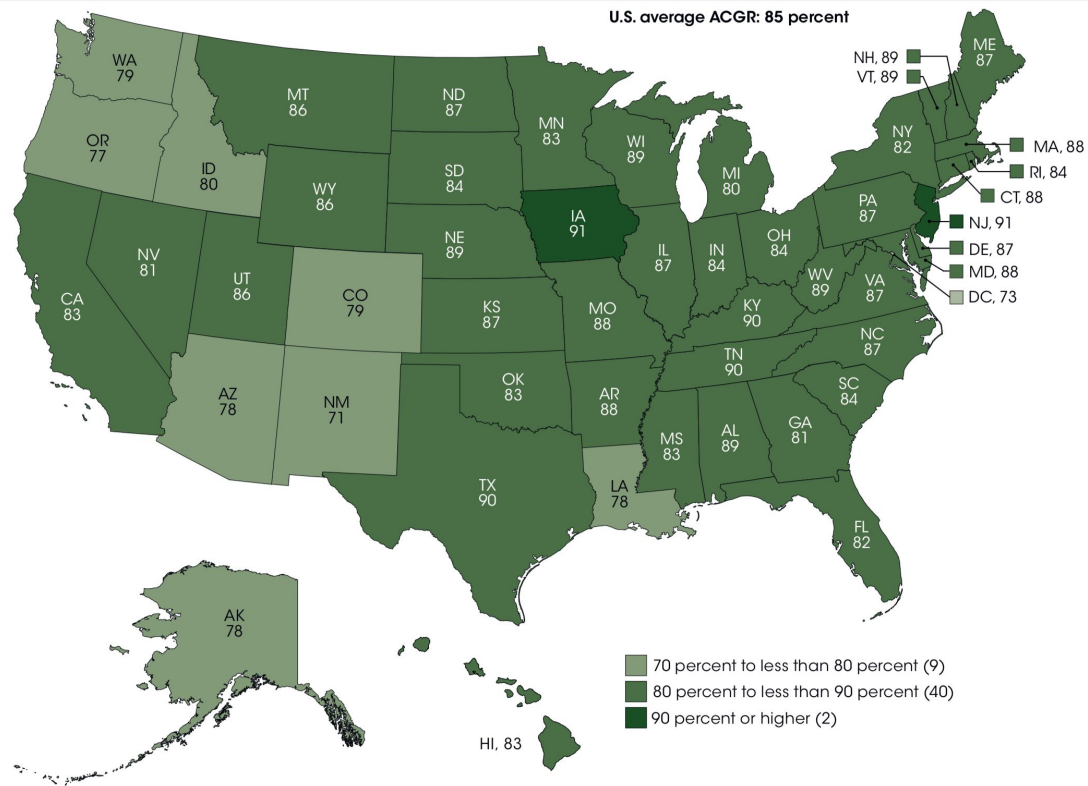 U.S. average ACGR: 85 percent
WA
79
OR
77
ID
80
MT
86
ND
87
MN
83
WI
89
MI
80
NY
82
ME
87
NH, 89
VT, 89
MA, 88
RI, 84
CT, 88
NJ, 91
DE, 87
MD, 88
DC, 73
SD
84
WY
86
IA
91
NE
89
PA
87
OH
84
IN
84
IL
87
NV
81
UT
86
CO
79
CA
83
KS
87
MO
88
WV
89
VA
87
KY
90
NC
87
TN
90
SC
84
AZ
78
NM
71
OK
83
AR
88
MS
83
AL
89
GA
81
TX
90
LA
78
FL
82
AK
78
HI, 83
70 percent to less than 80 percent (9)
80 percent to less than 90 percent (40)
90 percent or higher (2)